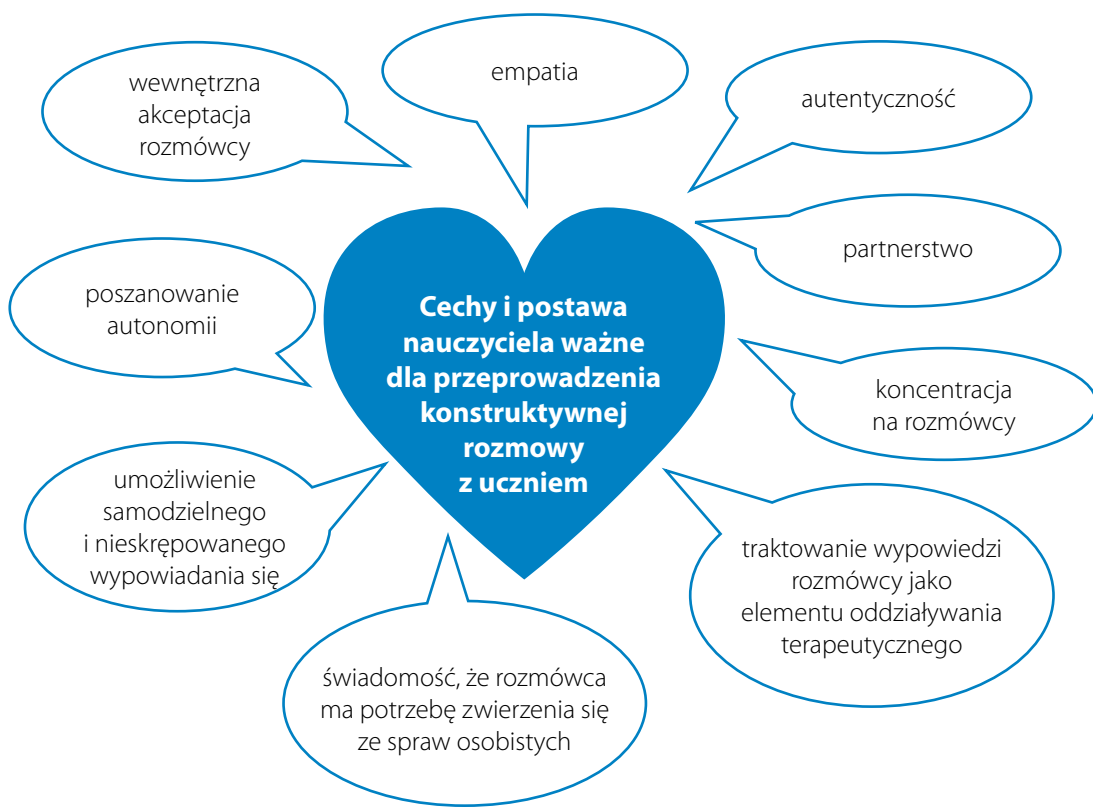 wewnętrzna
akceptacja
rozmówcy
empatia
autentyczność
partnerstwo
poszanowanie
autonomii
Cechy i postawa
nauczyciela ważne
dla przeprowadzenia
konstruktywnej
rozmowy
z uczniem
koncentracja
na rozmówcy
umożliwienie
samodzielnego
i nieskrępowanego
wypowiadania się
traktowanie wypowiedzi
rozmówcy jako
elementu oddziaływania
terapeutycznego
świadomość, że rozmówca
ma potrzebę zwierzenia się
ze spraw osobistych